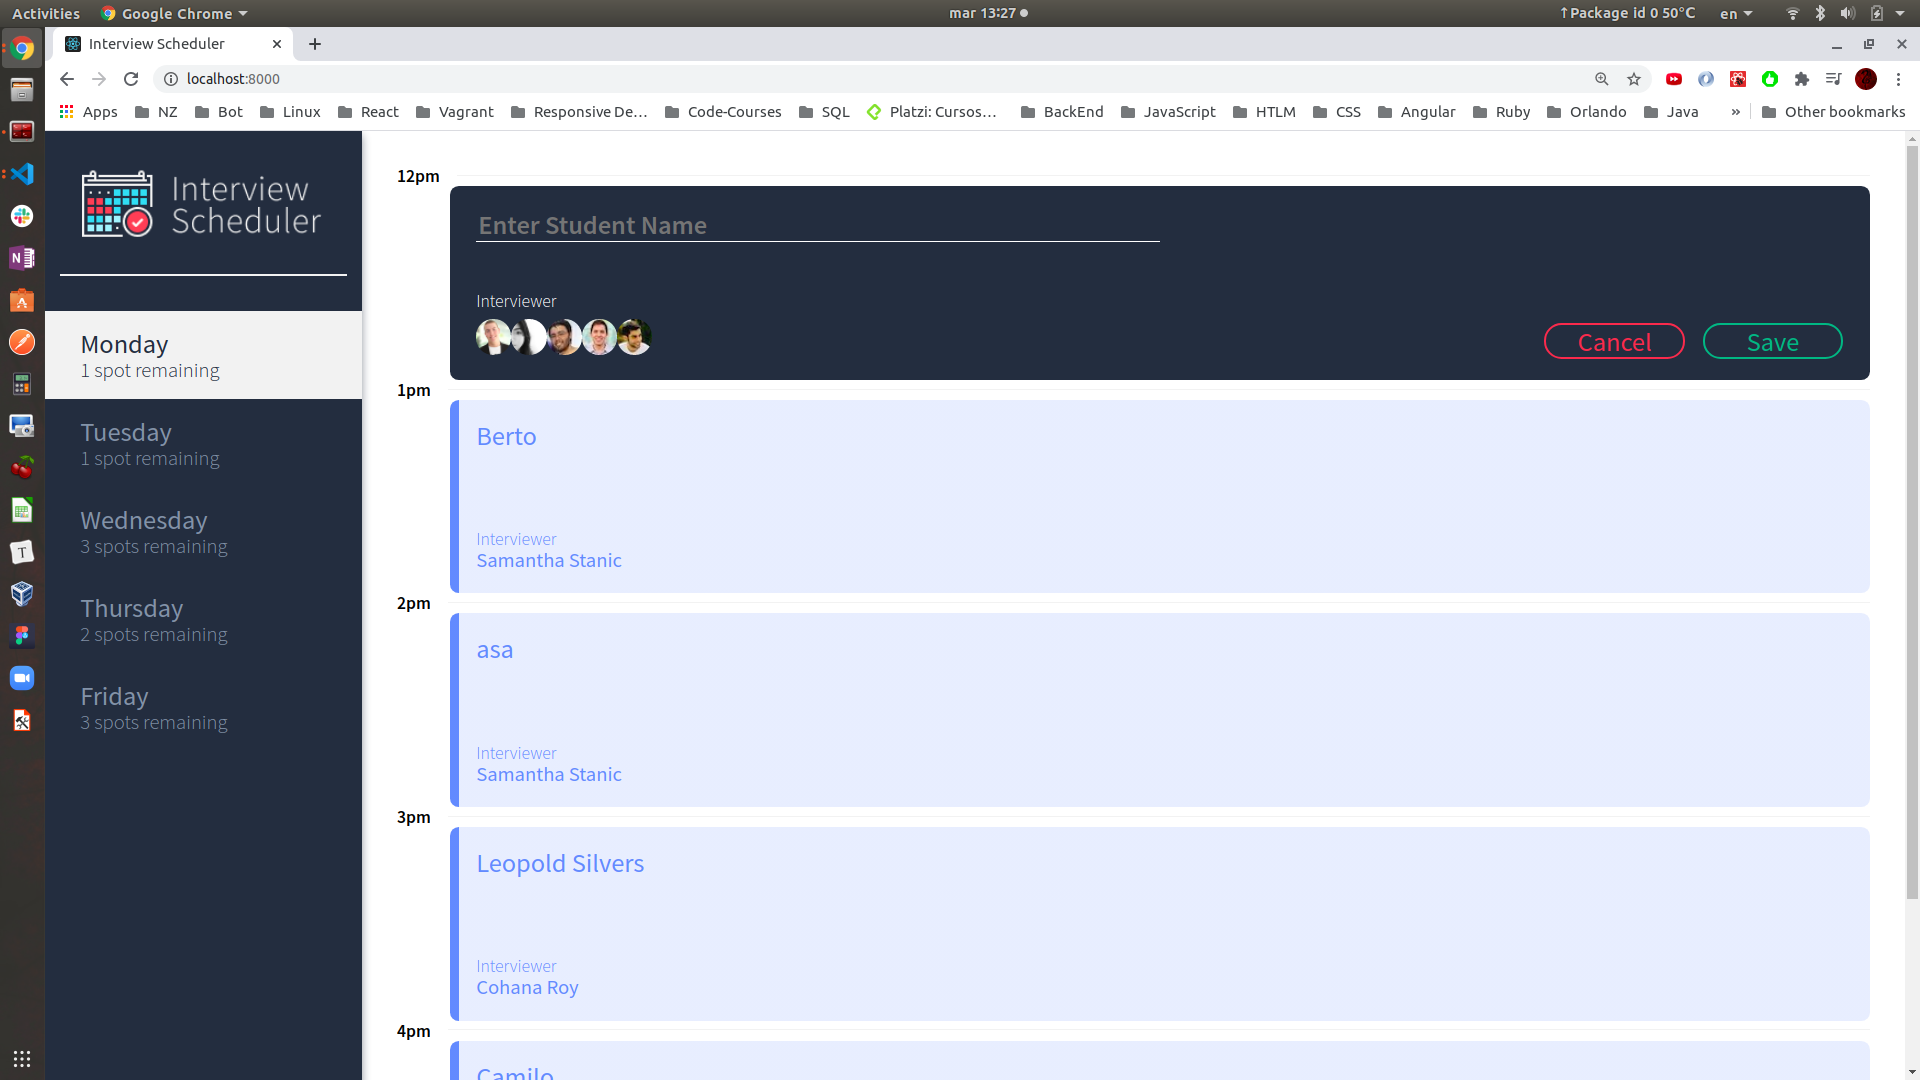 Activities Google Chrome mar 13:27 ↑Package id 0 50°C en
Interview Scheduler
localhost:8000
Apps NZ Bot Linux React Vagrant Responsive De... Code-Courses SQL Platzi: Cursos... BackEnd JavaScript HTLM CSS Angular Ruby Orlando Java » Other bookmarks
Interview
Scheduler
Monday
1 spot remaining
Tuesday
1 spot remaining
Wednesday
3 spots remaining
Thursday
2 spots remaining
Friday
3 spots remaining
12pm
Enter Student Name
Interviewer
Cancel Save
1pm
Berto
Interviewer
Samantha Stanic
2pm
asa
Interviewer
Samantha Stanic
3pm
Leopold Silvers
Interviewer
Cohana Roy
4pm
Camilo